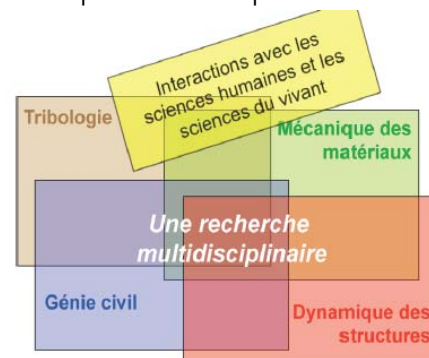 Interactions avec les
sciences humaines et les
sciences du vivant
Tribologie
Mécanique des
matériaux
Une recherche
multidisciplinaire
Génie civil
Dynamique des
structures